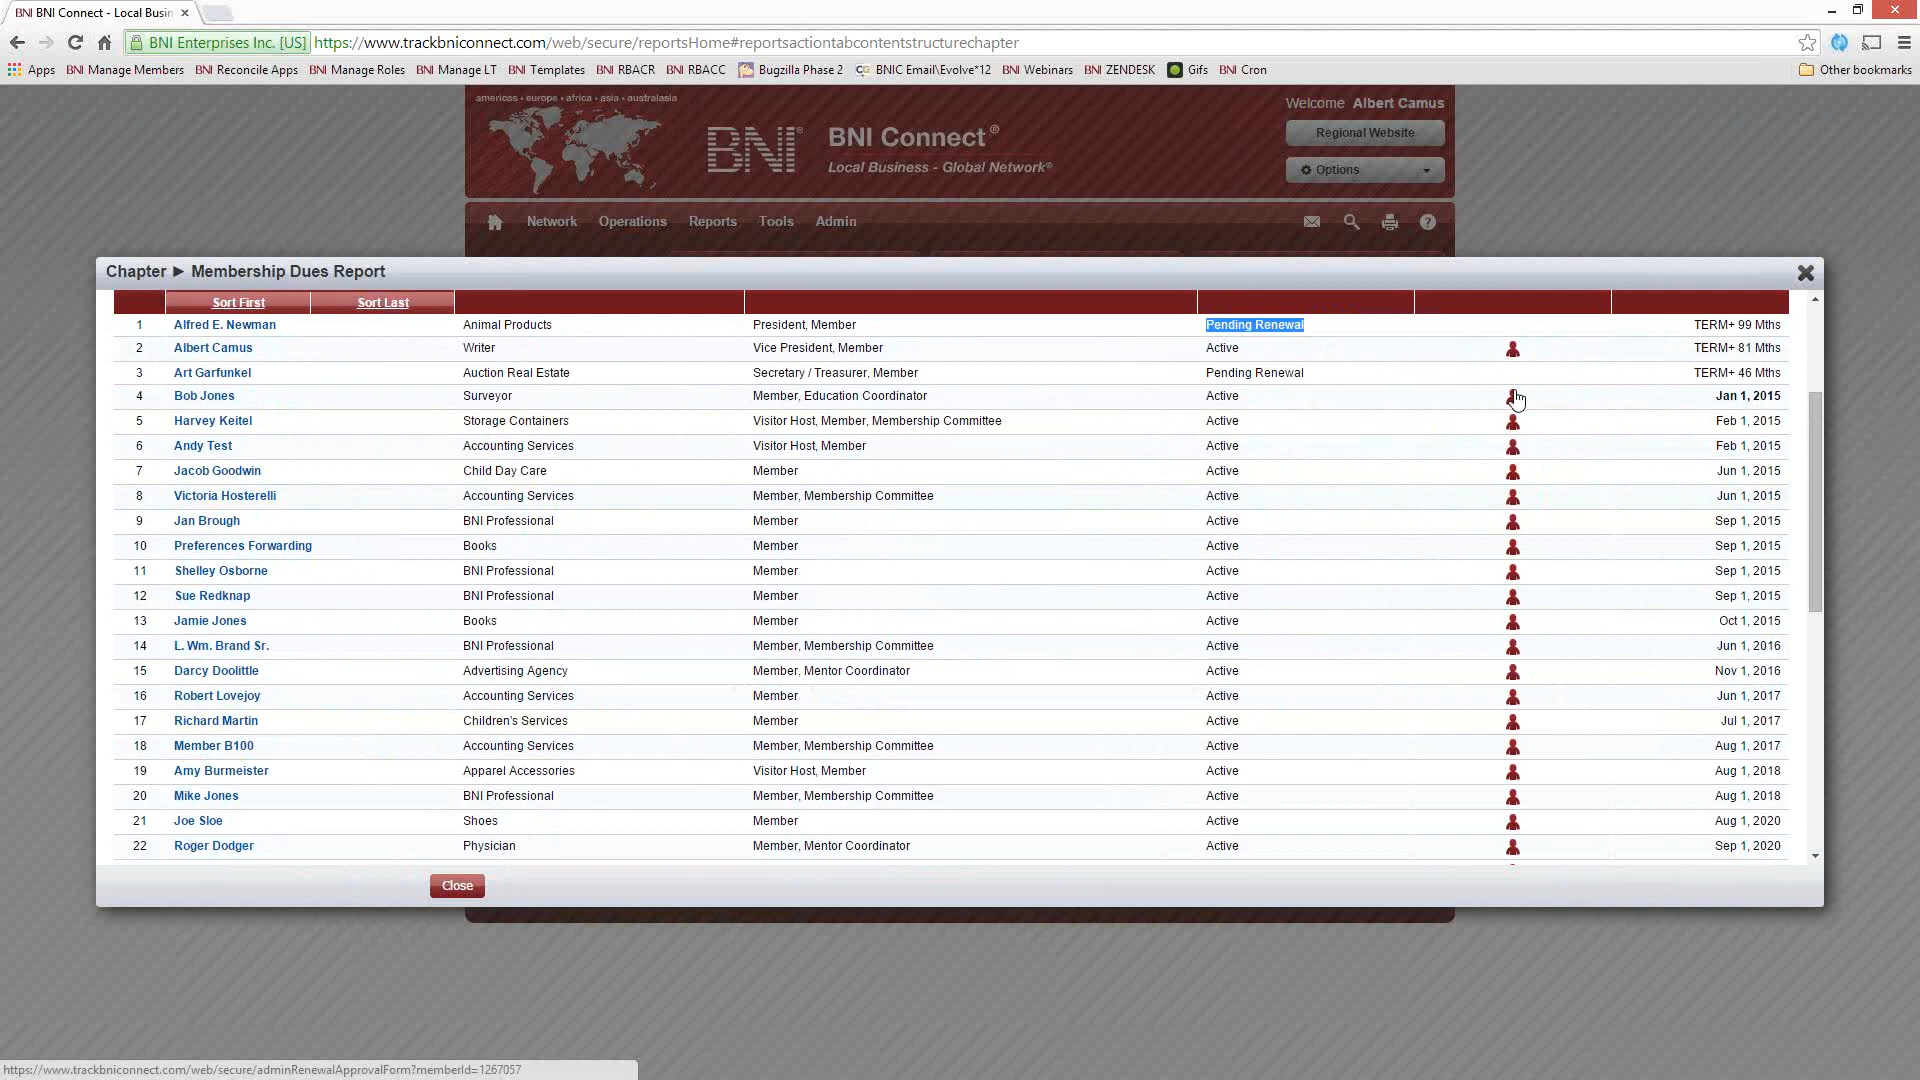 BNI BNI Connect - Local Busin
BNI Enterprises Inc. [US] https://www.trackbniconnect.com/web/secure/reportsHome#reportsactiontabcontentstructurechapter
Apps BNI Manage Members BNI Reconcile Apps BNI Manage Roles BNI Manage LT BNI Templates BNI RBACR BNI RBACC Bugzilla Phase 2 BNIC Email\Evolve*12 BNI Webinars BNI ZENDESK Gifs BNI Cron Other bookmarks
americas • europe • africa • asia • australasia
Welcome Albert Camus
BNI® BNI Connect®
Local Business - Global Network®
Regional Website
Options
Network Operations Reports Tools Admin
Chapter ► Membership Dues Report
Sort First Sort Last
1 Alfred E. Newman Animal Products President, Member Pending Renewal TERM+ 99 Mths
2 Albert Camus Writer Vice President, Member Active TERM+ 81 Mths
3 Art Garfunkel Auction Real Estate Secretary / Treasurer, Member Pending Renewal TERM+ 46 Mths
4 Bob Jones Surveyor Member, Education Coordinator Active Jan 1, 2015
5 Harvey Keitel Storage Containers Visitor Host, Member, Membership Committee Active Feb 1, 2015
6 Andy Test Accounting Services Visitor Host, Member Active Feb 1, 2015
7 Jacob Goodwin Child Day Care Member Active Jun 1, 2015
8 Victoria Hosterelli Accounting Services Member, Membership Committee Active Jun 1, 2015
9 Jan Brough BNI Professional Member Active Sep 1, 2015
10 Preferences Forwarding Books Member Active Sep 1, 2015
11 Shelley Osborne BNI Professional Member Active Sep 1, 2015
12 Sue Redknap BNI Professional Member Active Sep 1, 2015
13 Jamie Jones Books Member Active Oct 1, 2015
14 L. Wm. Brand Sr. BNI Professional Member, Membership Committee Active Jun 1, 2016
15 Darcy Doolittle Advertising Agency Member, Mentor Coordinator Active Nov 1, 2016
16 Robert Lovejoy Accounting Services Member Active Jun 1, 2017
17 Richard Martin Children's Services Member Active Jul 1, 2017
18 Member B100 Accounting Services Member, Membership Committee Active Aug 1, 2017
19 Amy Burmeister Apparel Accessories Visitor Host, Member Active Aug 1, 2018
20 Mike Jones BNI Professional Member, Membership Committee Active Aug 1, 2018
21 Joe Sloe Shoes Member Active Aug 1, 2020
22 Roger Dodger Physician Member, Mentor Coordinator Active Sep 1, 2020
Close
https://www.trackbniconnect.com/web/secure/adminRenewalApprovalForm?memberId=1267057